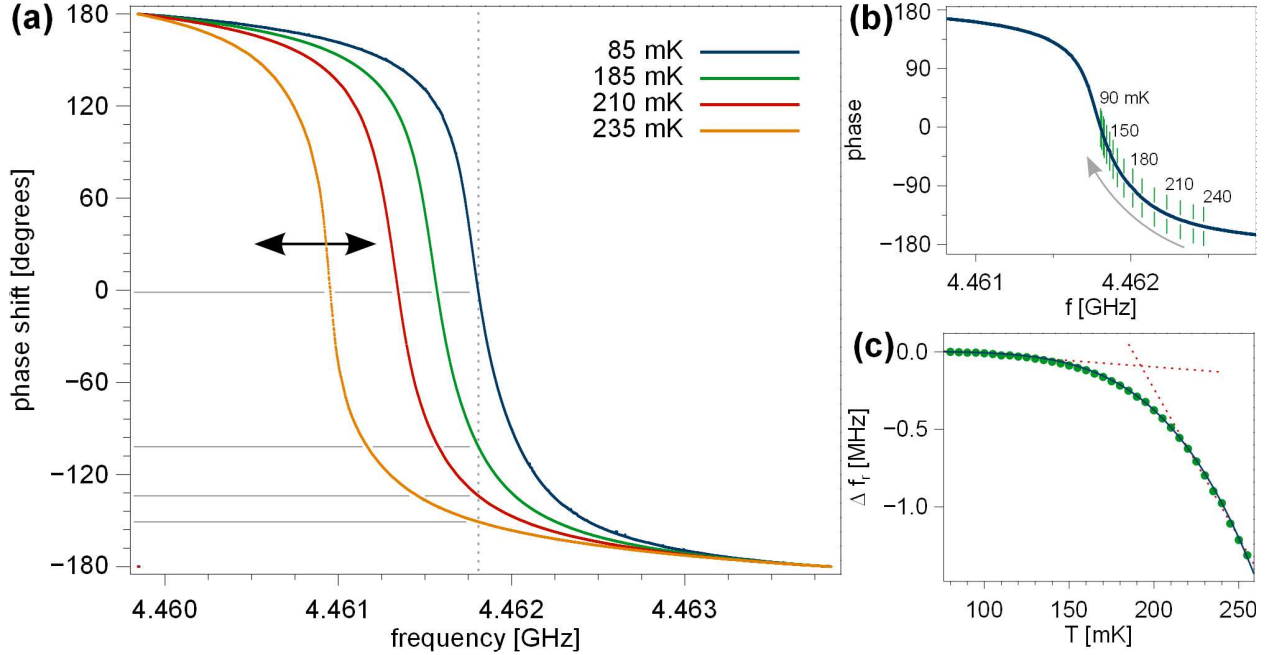 (a)
180
120
60
0
−60
−120
−180
phase shift [degrees]
4.460
4.461
4.462
4.463
frequency [GHz]
85 mK
185 mK
210 mK
235 mK
(b)
180
90
0
−90
−180
phase
90 mK
150
180
210
240
4.461
4.462
f [GHz]
(c)
0.0
−0.5
−1.0
Δ fr [MHz]
100
150
200
250
T [mK]